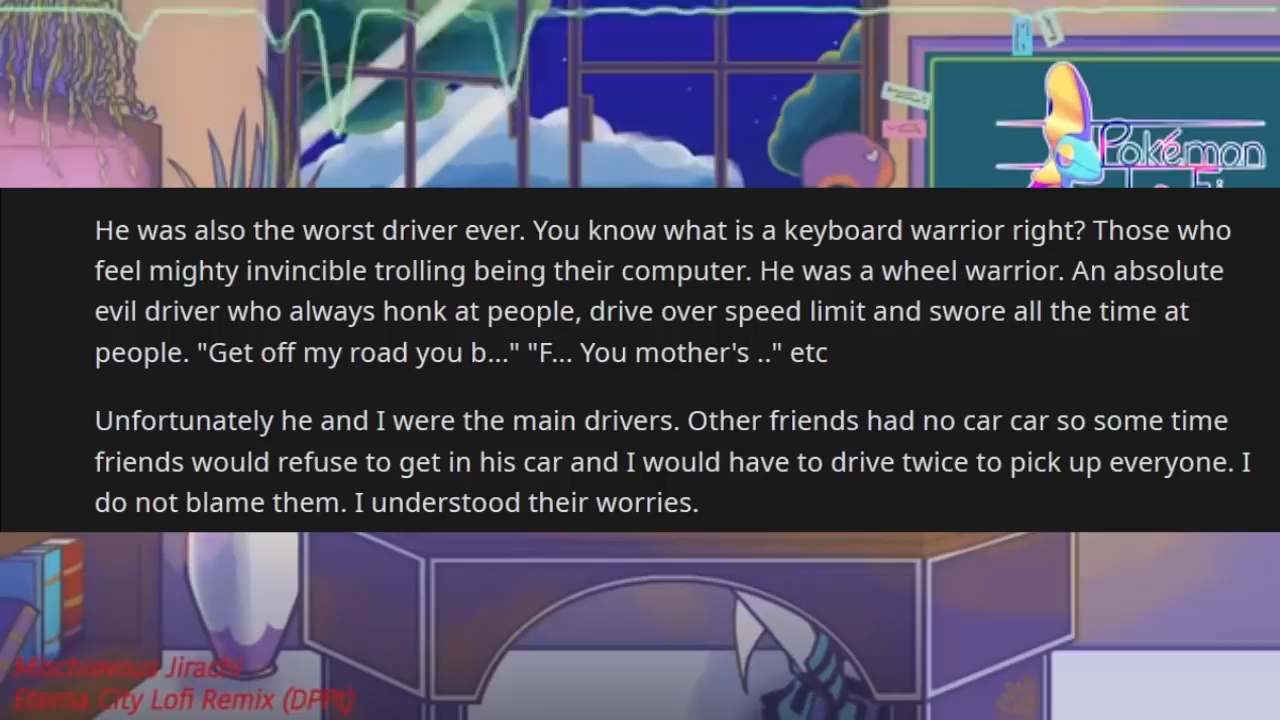 Pokémon
He was also the worst driver ever. You know what is a keyboard warrior right? Those who
feel mighty invincible trolling being their computer. He was a wheel warrior. An absolute
evil driver who always honk at people, drive over speed limit and swore all the time at
people. "Get off my road you b..." "F... You mother's .." etc
Unfortunately he and I were the main drivers. Other friends had no car car so some time
friends would refuse to get in his car and I would have to drive twice to pick up everyone. I
do not blame them. I understood their worries.
Mischievous Jirachi
Eterna City Lofi Remix (DPPt)